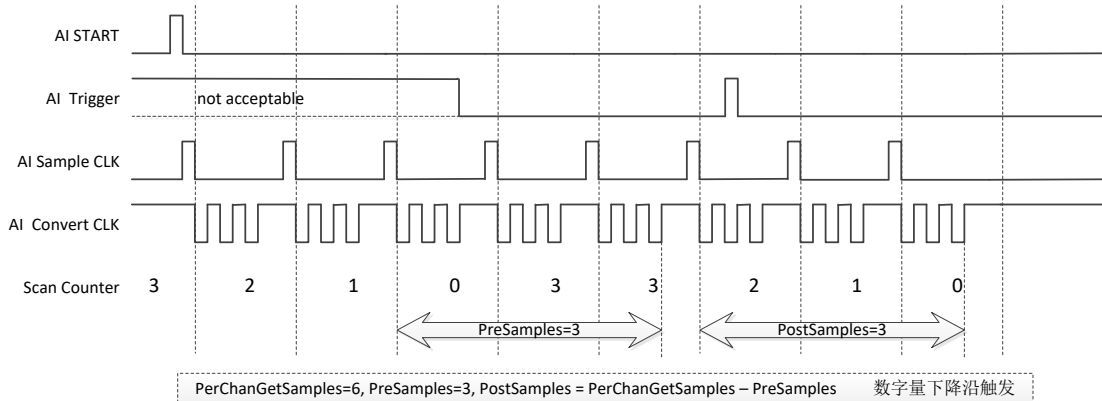 AI START
AI Trigger
not acceptable
AI Sample CLK
AI Convert CLK
Scan Counter 3 2 1 0 3 3 2 1 0
PreSamples=3 PostSamples=3
PerChanGetSamples=6, PreSamples=3, PostSamples = PerChanGetSamples – PreSamples 数字量下降沿触发